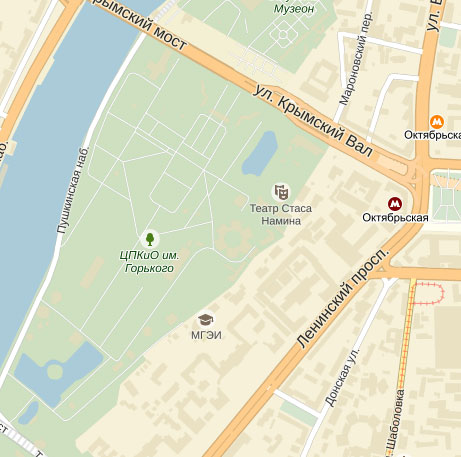 Музеон
Крымский мост
Мароновский пер.
ул. В
ул. Крымский Вал
Октябрьская
Пушкинская наб.
наб.
Театр Стаса
Намина
Октябрьская
ЦПКиО им.
Горького
Ленинский просп.
МГЭИ
Донская ул.
Шаболовка